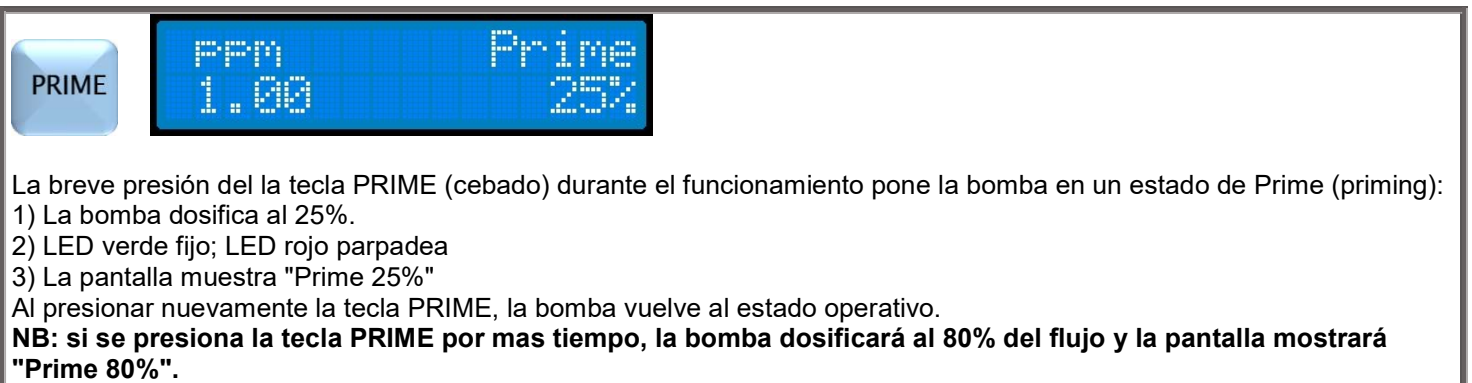 PRIME
ppm Prime
1.00 25%
La breve presión del la tecla PRIME (cebado) durante el funcionamiento pone la bomba en un estado de Prime (priming):
1) La bomba dosifica al 25%.
2) LED verde fijo; LED rojo parpadea
3) La pantalla muestra "Prime 25%"
Al presionar nuevamente la tecla PRIME, la bomba vuelve al estado operativo.
NB: si se presiona la tecla PRIME por mas tiempo, la bomba dosificará al 80% del flujo y la pantalla mostrará
"Prime 80%".